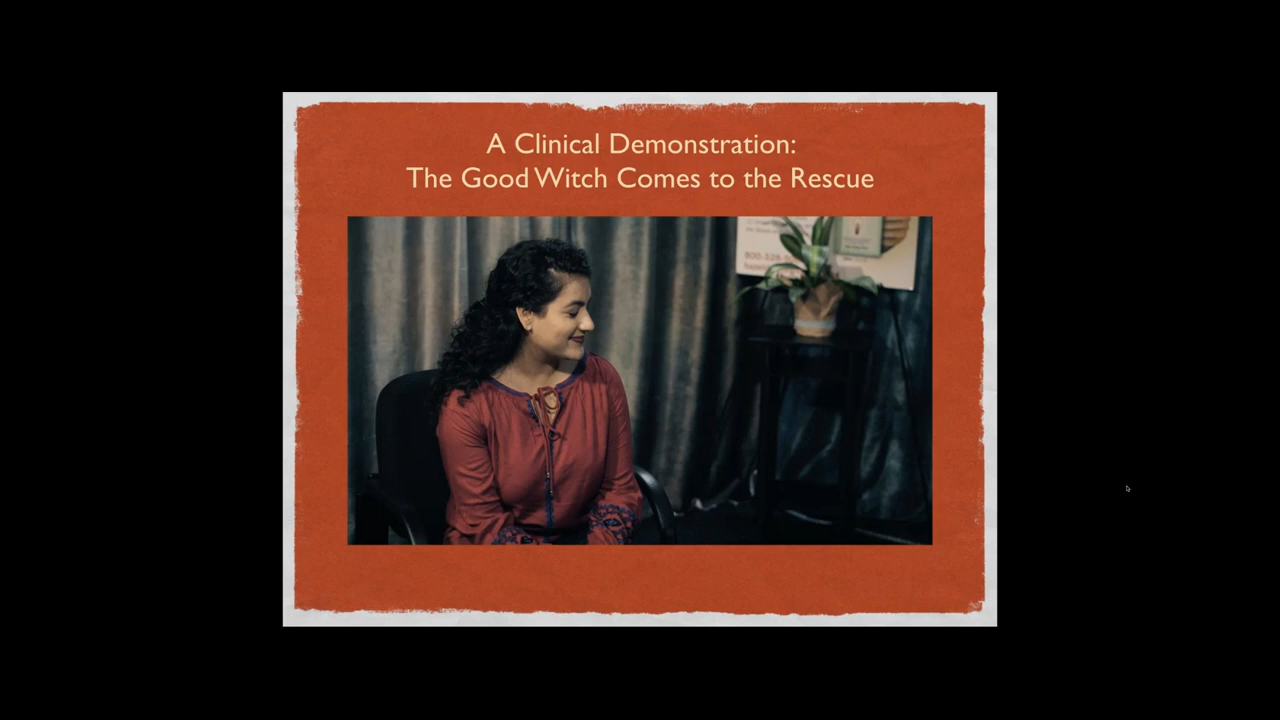 A Clinical Demonstration:
The Good Witch Comes to the Rescue